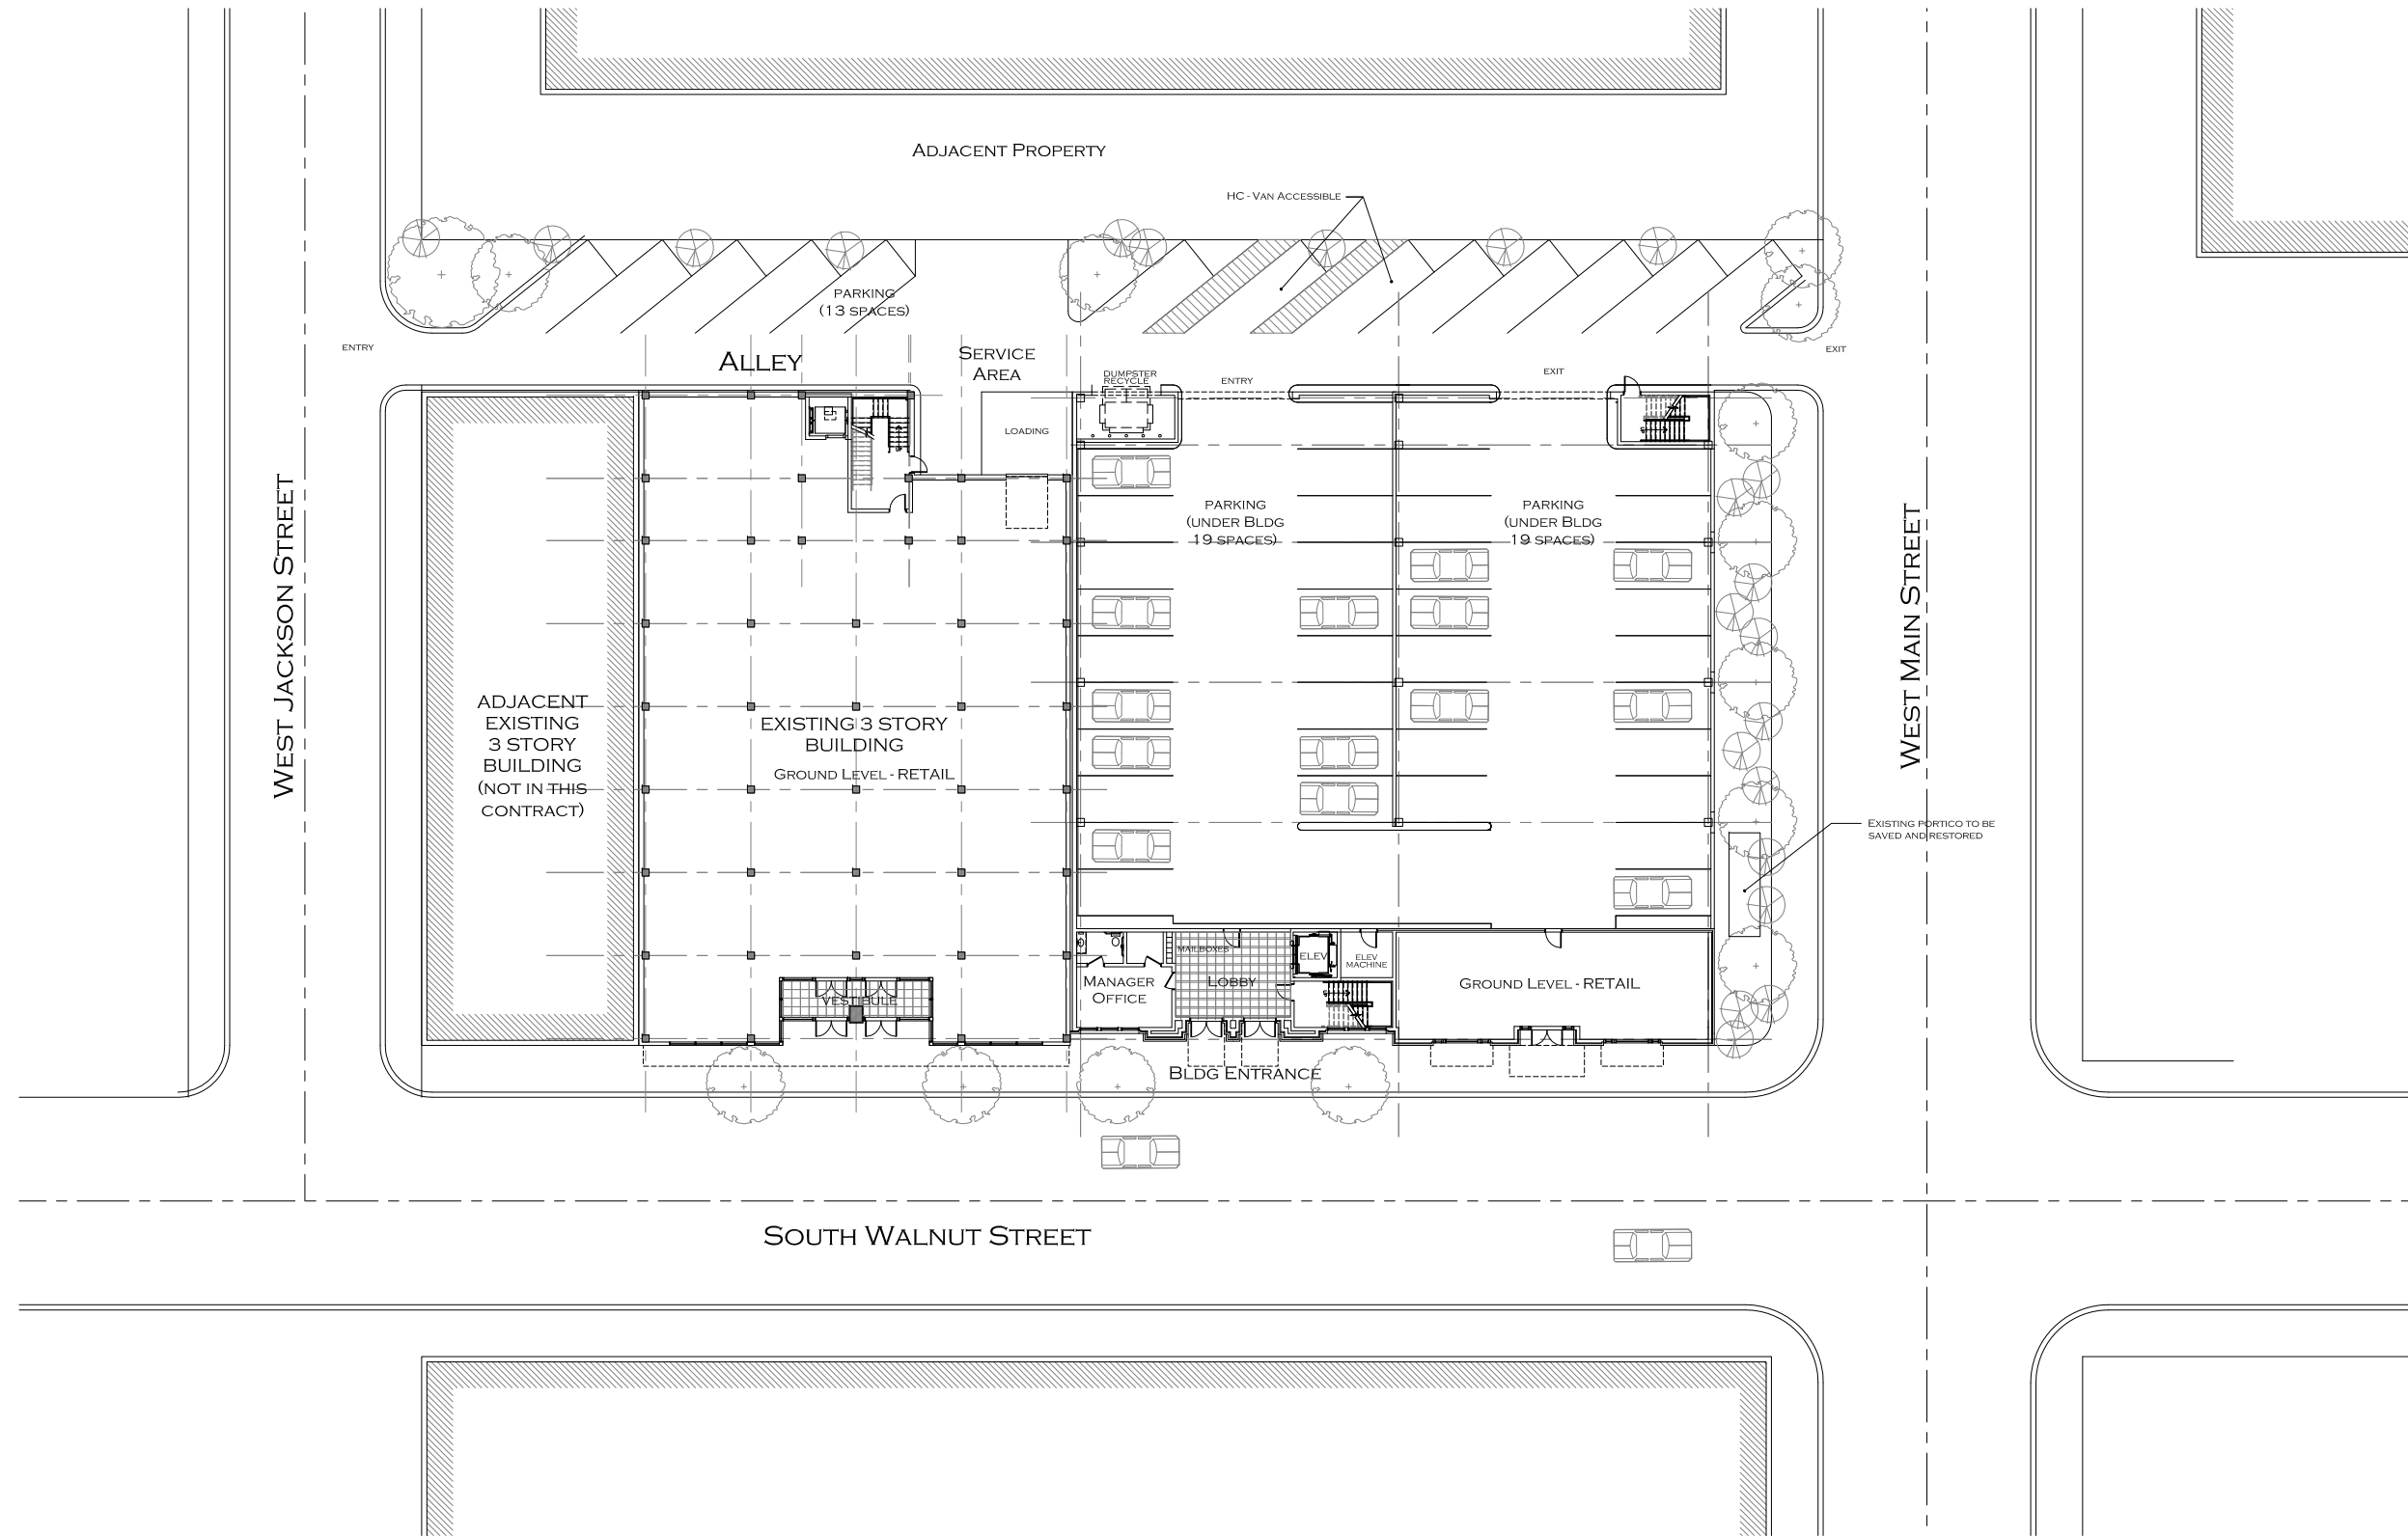 Adjacent Property
HC - Van Accessible
PARKING
(13 SPACES)
ENTRY
Alley
Service
Area
DUMPSTER
RECYCLE
ENTRY
EXIT
EXIT
LOADING
West Jackson Street
PARKING
(UNDER BLDG
19 SPACES)
PARKING
(UNDER BLDG
19 SPACES)
West Main Street
ADJACENT
EXISTING
3 STORY
BUILDING
(NOT IN THIS
CONTRACT)
EXISTING 3 STORY
BUILDING
Ground Level - RETAIL
Existing portico to be
saved and restored
MAILBOXES
ELEV
ELEV
MACHINE
Manager
Office
Lobby
Ground Level - RETAIL
VESTIBULE
Bldg Entrance
South Walnut Street